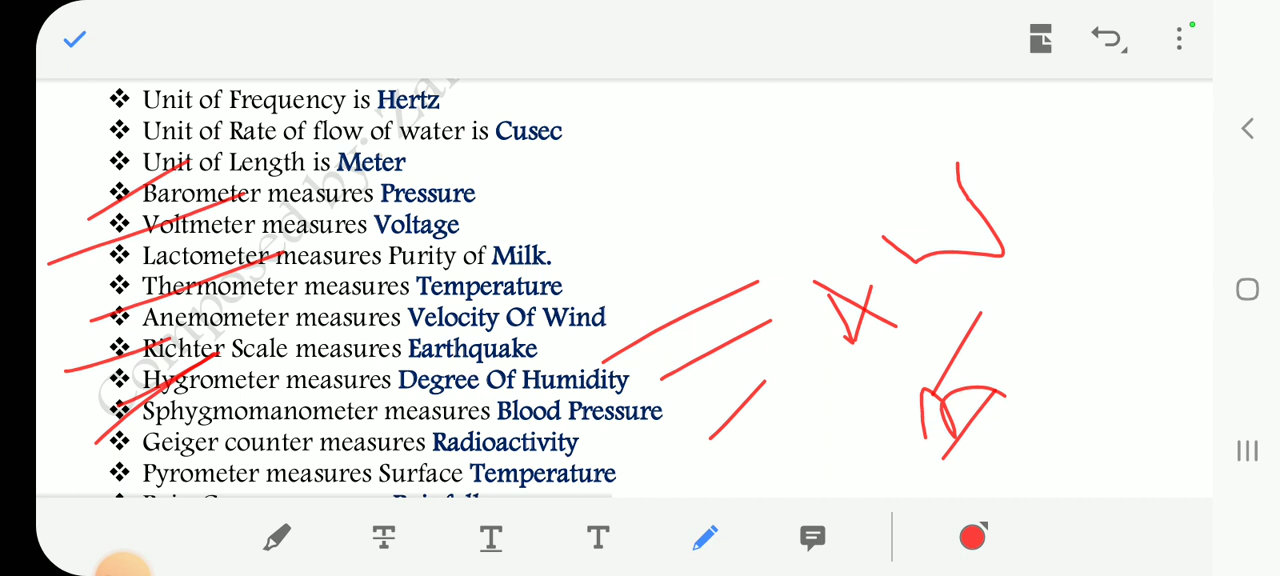 ❖ Unit of Frequency is Hertz
❖ Unit of Rate of flow of water is Cusec
❖ Unit of Length is Meter
❖ Barometer measures Pressure
❖ Voltmeter measures Voltage
❖ Lactometer measures Purity of Milk.
❖ Thermometer measures Temperature
❖ Anemometer measures Velocity Of Wind
❖ Richter Scale measures Earthquake
❖ Hygrometer measures Degree Of Humidity
❖ Sphygmomanometer measures Blood Pressure
❖ Geiger counter measures Radioactivity
❖ Pyrometer measures Surface Temperature
Composed by:
T T T